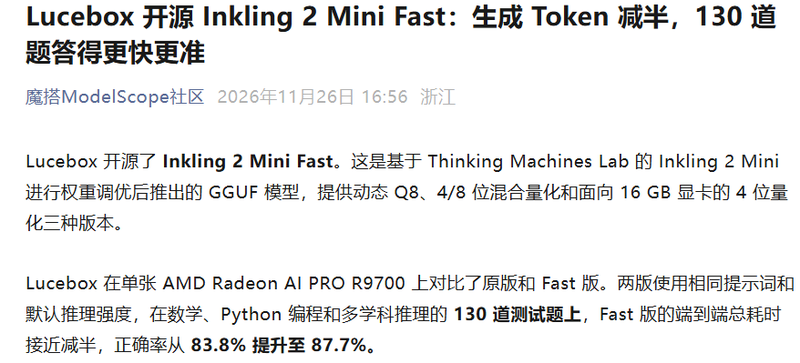 Lucebox 开源 Inkling 2 Mini Fast：生成 Token 减半，130 道
题答得更快更准
魔搭ModelScope社区 2026年11月26日 16:56 浙江
Lucebox 开源了 Inkling 2 Mini Fast。这是基于 Thinking Machines Lab 的 Inkling 2 Mini
进行权重调优后推出的 GGUF 模型，提供动态 Q8、4/8 位混合量化和面向 16 GB 显卡的 4 位量
化三种版本。
Lucebox 在单张 AMD Radeon AI PRO R9700 上对比了原版和 Fast 版。两版使用相同提示词和
默认推理强度，在数学、Python 编程和多学科推理的 130 道测试题上，Fast 版的端到端总耗时
接近减半，正确率从 83.8% 提升至 87.7%。